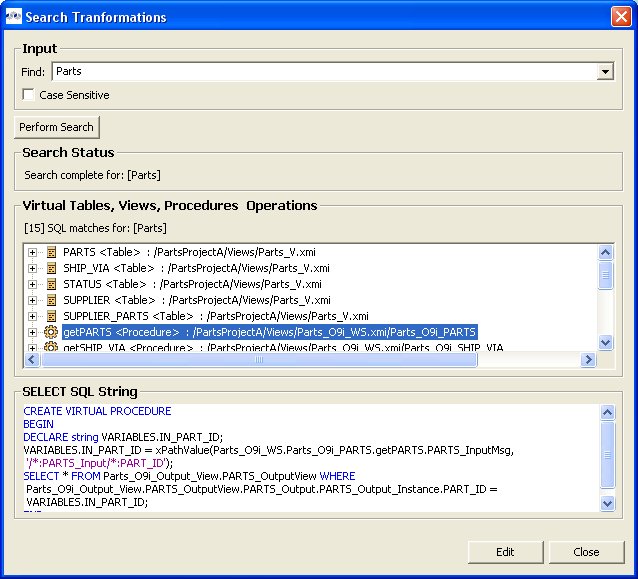 Search Tranformations
Input
Find: Parts
Case Sensitive
Perform Search
Search Status
Search complete for: [Parts]
Virtual Tables, Views, Procedures Operations
[15] SQL matches for: [Parts]
PARTS <Table> : /PartsProjectA/Views/Parts_V.xmi
SHIP_VIA <Table> : /PartsProjectA/Views/Parts_V.xmi
STATUS <Table> : /PartsProjectA/Views/Parts_V.xmi
SUPPLIER <Table> : /PartsProjectA/Views/Parts_V.xmi
SUPPLIER_PARTS <Table> : /PartsProjectA/Views/Parts_V.xmi
getPARTS <Procedure> : /PartsProjectA/Views/Parts_O9i_WS.xmi/Parts_O9i_PARTS
getSHIP_VIA <Procedure> : /PartsProjectA/Views/Parts_O9i_WS.xmi/Parts_O9i_SHIP_VIA
SELECT SQL String
CREATE VIRTUAL PROCEDURE
BEGIN
DECLARE string VARIABLES.IN_PART_ID;
VARIABLES.IN_PART_ID = xPathValue(Parts_O9i_WS.Parts_O9i_PARTS.getPARTS.PARTS_InputMsg,
'/*:PARTS_Input/*:PART_ID');
SELECT * FROM Parts_O9i_Output_View.PARTS_OutputView WHERE
Parts_O9i_Output_View.PARTS_OutputView.PARTS_Output.PARTS_Output_Instance.PART_ID =
VARIABLES.IN_PART_ID;
END
Edit Close